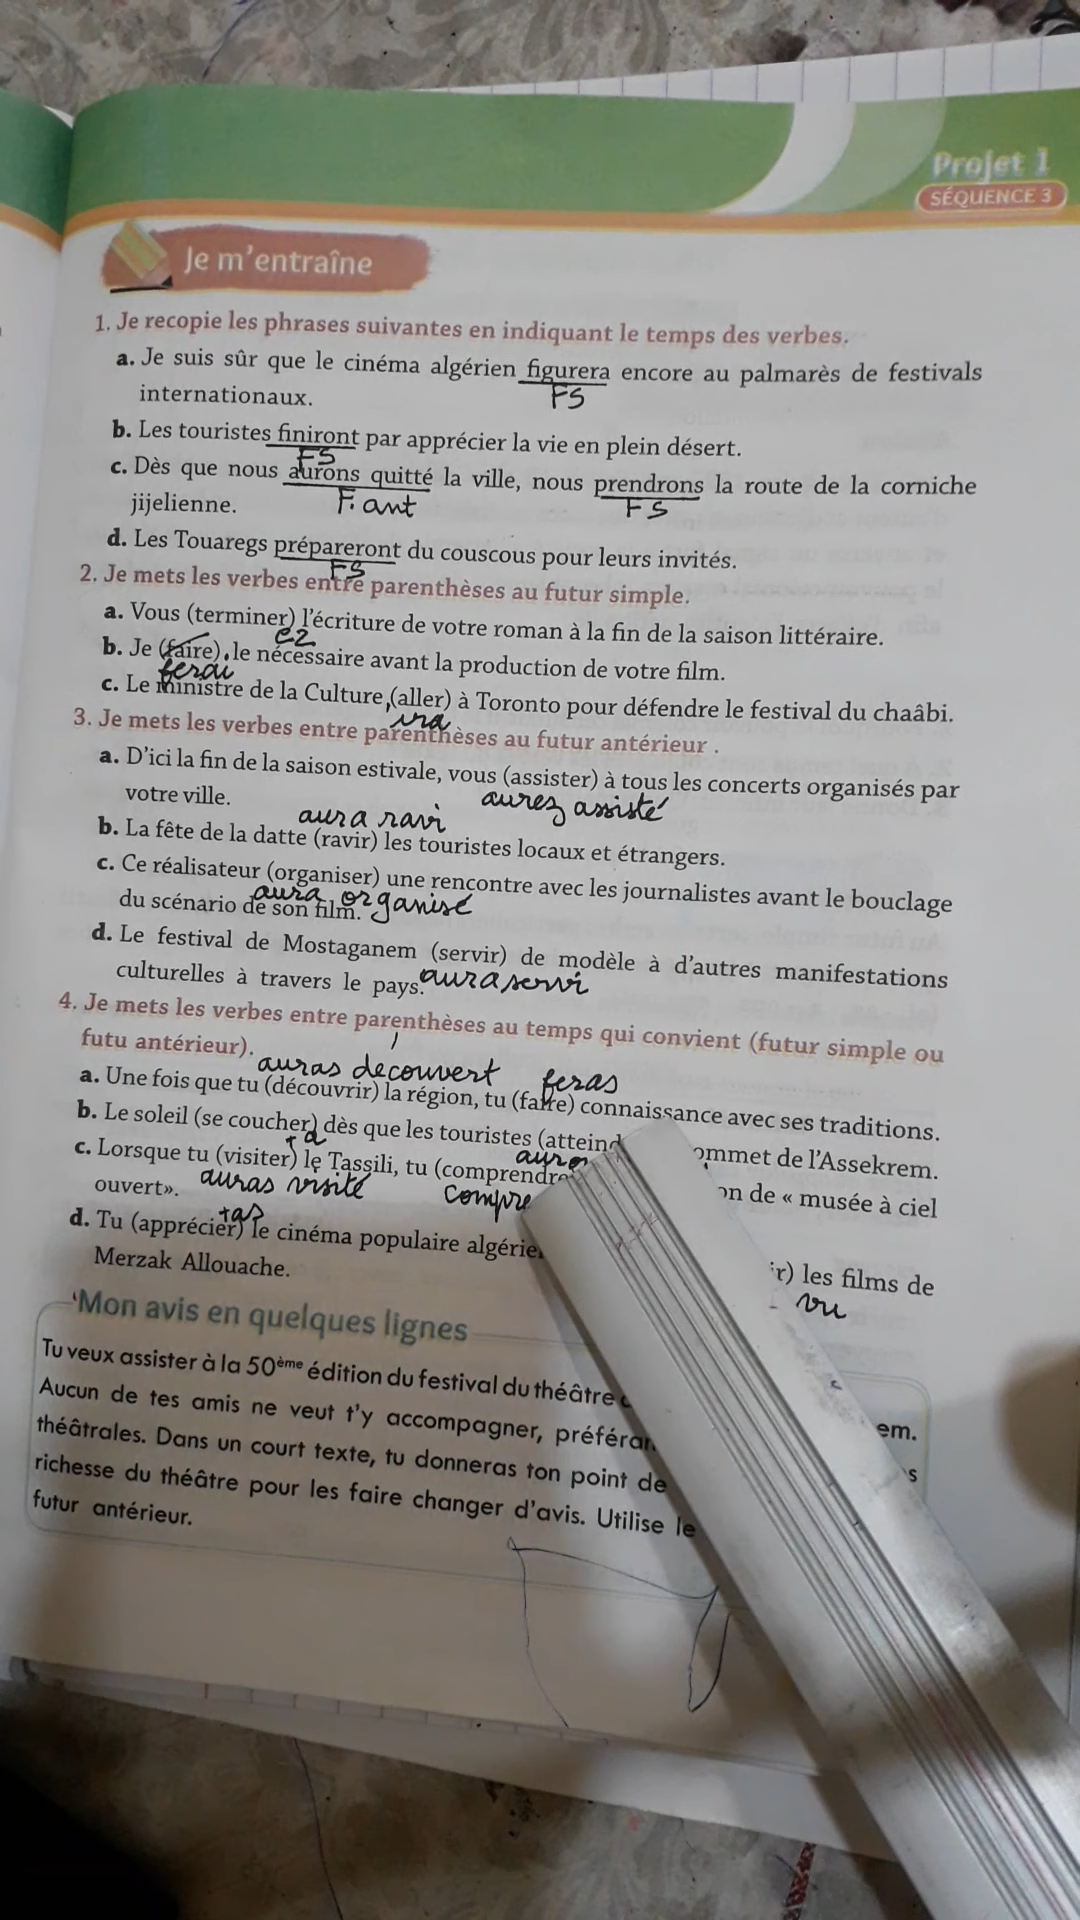 Projet 1
SÉQUENCE 3
Je m'entraîne
1. Je recopie les phrases suivantes en indiquant le temps des verbes.
a. Je suis sûr que le cinéma algérien figurera encore au palmarès de festivals
FS
internationaux.
b. Les touristes finiront par apprécier la vie en plein désert.
FS
c. Dès que nous aurons quitté la ville, nous prendrons la route de la corniche
F. ant FS
jijelienne.
d. Les Touaregs prépareront du couscous pour leurs invités.
FS
2. Je mets les verbes entre parenthèses au futur simple.
a. Vous (terminer) l'écriture de votre roman à la fin de la saison littéraire.
ez
b. Je (faire) le nécessaire avant la production de votre film.
ferai
c. Le ministre de la Culture (aller) à Toronto pour défendre le festival du chaâbi.
ira
3. Je mets les verbes entre parenthèses au futur antérieur .
a. D'ici la fin de la saison estivale, vous (assister) à tous les concerts organisés par
aurez assisté
votre ville.
aura ravi
b. La fête de la datte (ravir) les touristes locaux et étrangers.
c. Ce réalisateur (organiser) une rencontre avec les journalistes avant le bouclage
aura organisé
du scénario de son film.
d. Le festival de Mostaganem (servir) de modèle à d'autres manifestations
culturelles à travers le pays. aura servi
4. Je mets les verbes entre parenthèses au temps qui convient (futur simple ou
futu antérieur).
auras decouvert feras
a. Une fois que tu (découvrir) la région, tu (faire) connaissance avec ses traditions.
b. Le soleil (se coucher) dès que les touristes (atteind ommet de l'Assekrem.
+a auro
c. Lorsque tu (visiter) le Tassili, tu (comprendre on de « musée à ciel
auras visité compre
ouvert».
+as
d. Tu (apprécier) le cinéma populaire algérie r) les films de
vu
Merzak Allouache.
Mon avis en quelques lignes
Tu veux assister à la 50ème édition du festival du théâtre em.
Aucun de tes amis ne veut t'y accompagner, préféran s
théâtrales. Dans un court texte, tu donneras ton point de
richesse du théâtre pour les faire changer d'avis. Utilise le
futur antérieur.